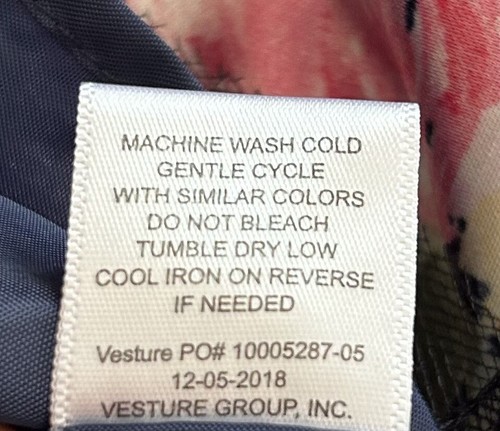 MACHINE WASH COLD
GENTLE CYCLE
WITH SIMILAR COLORS
DO NOT BLEACH
TUMBLE DRY LOW
COOL IRON ON REVERSE
IF NEEDED
Vesture PO# 10005287-05
12-05-2018
VESTURE GROUP, INC.